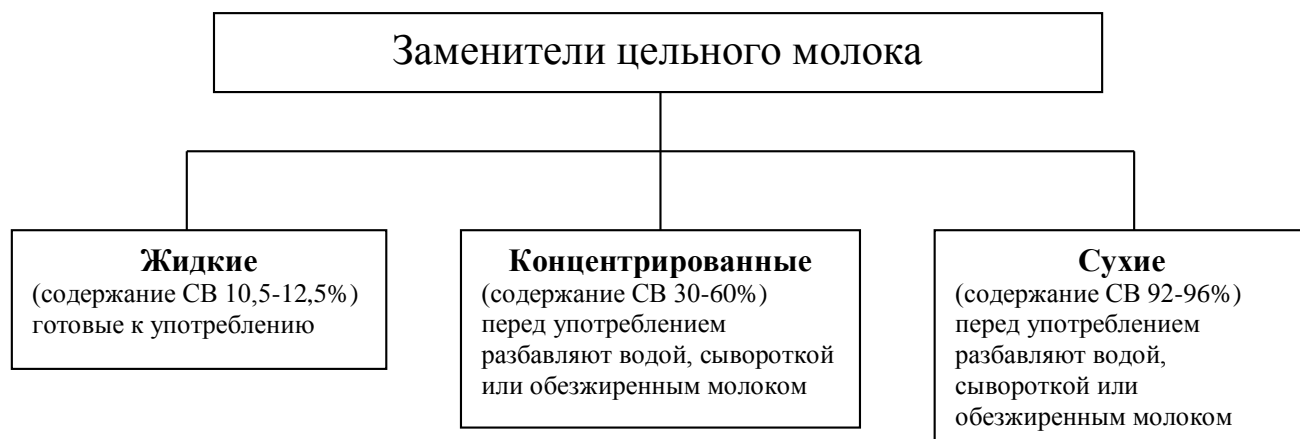 Заменители цельного молока
Жидкие
(содержание СВ 10,5-12,5%)
готовые к употреблению
Концентрированные
(содержание СВ 30-60%)
перед употреблением
разбавляют водой, сывороткой
или обезжиренным молоком
Сухие
(содержание СВ 92-96%)
перед употреблением
разбавляют водой,
сывороткой или
обезжиренным молоком